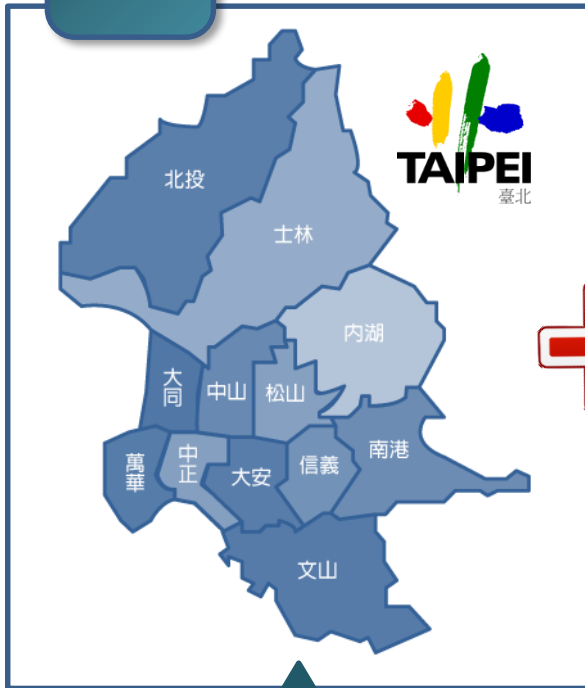 TAIPEI
臺北
北投
士林
內湖
大同
中山
松山
萬華
中正
大安
信義
南港
文山